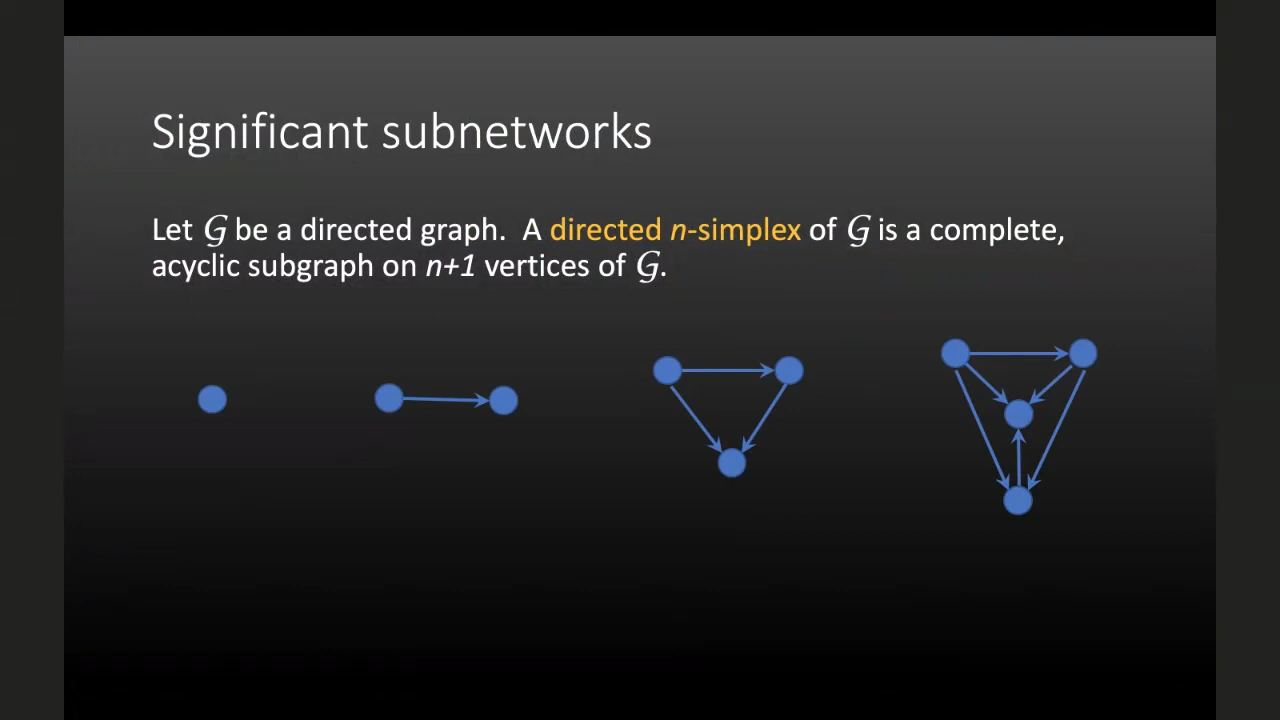 Significant subnetworks
Let 𝒢 be a directed graph. A directed n-simplex of 𝒢 is a complete,
acyclic subgraph on n+1 vertices of 𝒢.